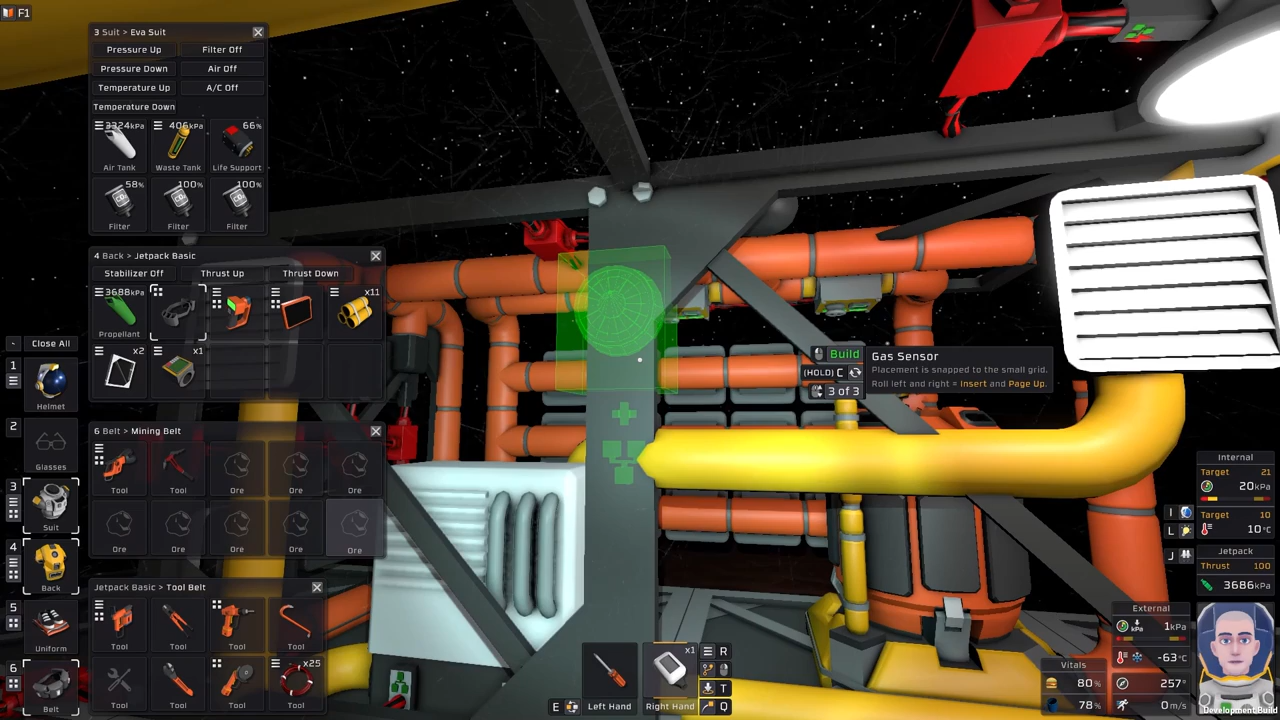 F1
3 Suit > Eva Suit
Pressure Up
Filter Off
Pressure Down
Air Off
Temperature Up
A/C Off
Temperature Down
3324kPa
406kPa
66%
Air Tank
Waste Tank
Life Support
58%
100%
100%
Filter
Filter
Filter
4 Back > Jetpack Basic
Stabilizer Off
Thrust Up
Thrust Down
3688kPa
x11
Propellant
x2
x1
Close All
1
Helmet
2
Glasses
3
Suit
4
Back
5
Uniform
6
Belt
6 Belt > Mining Belt
Tool
Tool
Ore
Ore
Ore
Ore
Ore
Ore
Ore
Ore
Jetpack Basic > Tool Belt
Tool
Tool
Tool
Tool
x25
Tool
Tool
Tool
Tool
Build
(HOLD) C
3 of 3
Gas Sensor
Placement is snapped to the small grid.
Roll left and right = Insert and Page Up.
E
Left Hand
x1
Right Hand
R
T
Q
Internal
Target 21
20kPa
Target 10
10°C
I
L
J
Jetpack
Thrust 100
3686kPa
External
kPa
1kPa
-63°C
257°
0m/s
Vitals
80%
78%
Development Build